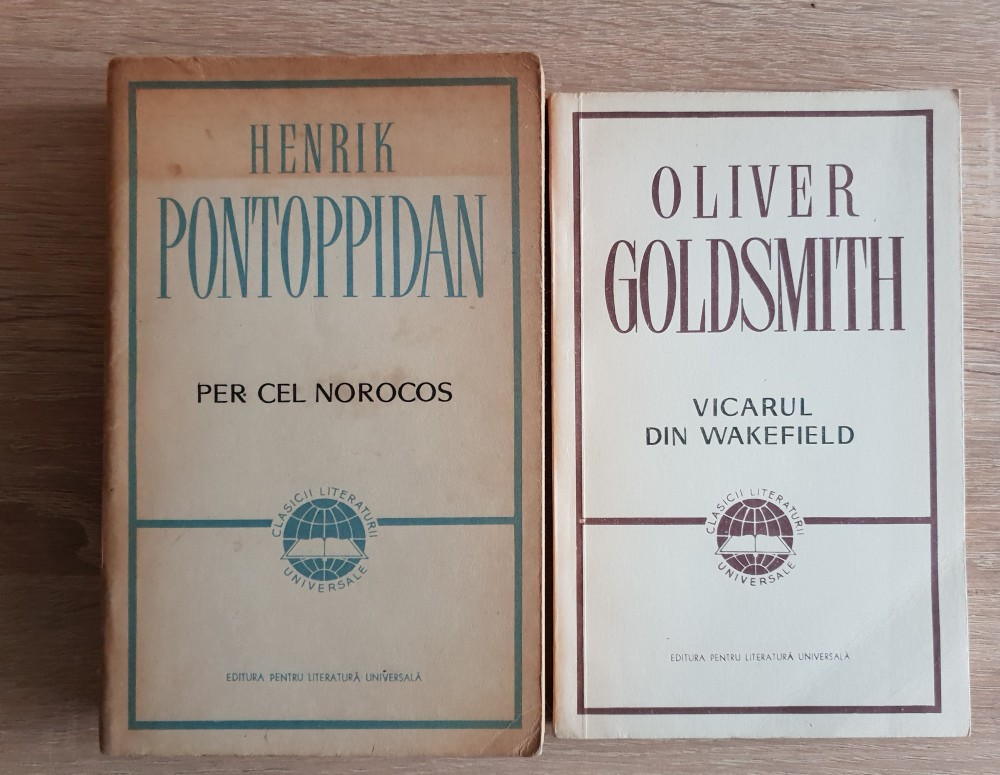 HENRIK
PONTOPPIDAN
PER CEL NOROCOS
CLASICII LITERATURII
UNIVERSALE
EDITURA PENTRU LITERATURĂ UNIVERSALĂ
OLIVER
GOLDSMITH
VICARUL
DIN WAKEFIELD
CLASICII LITERATURII
UNIVERSALE
EDITURA PENTRU LITERATURĂ UNIVERSALĂ